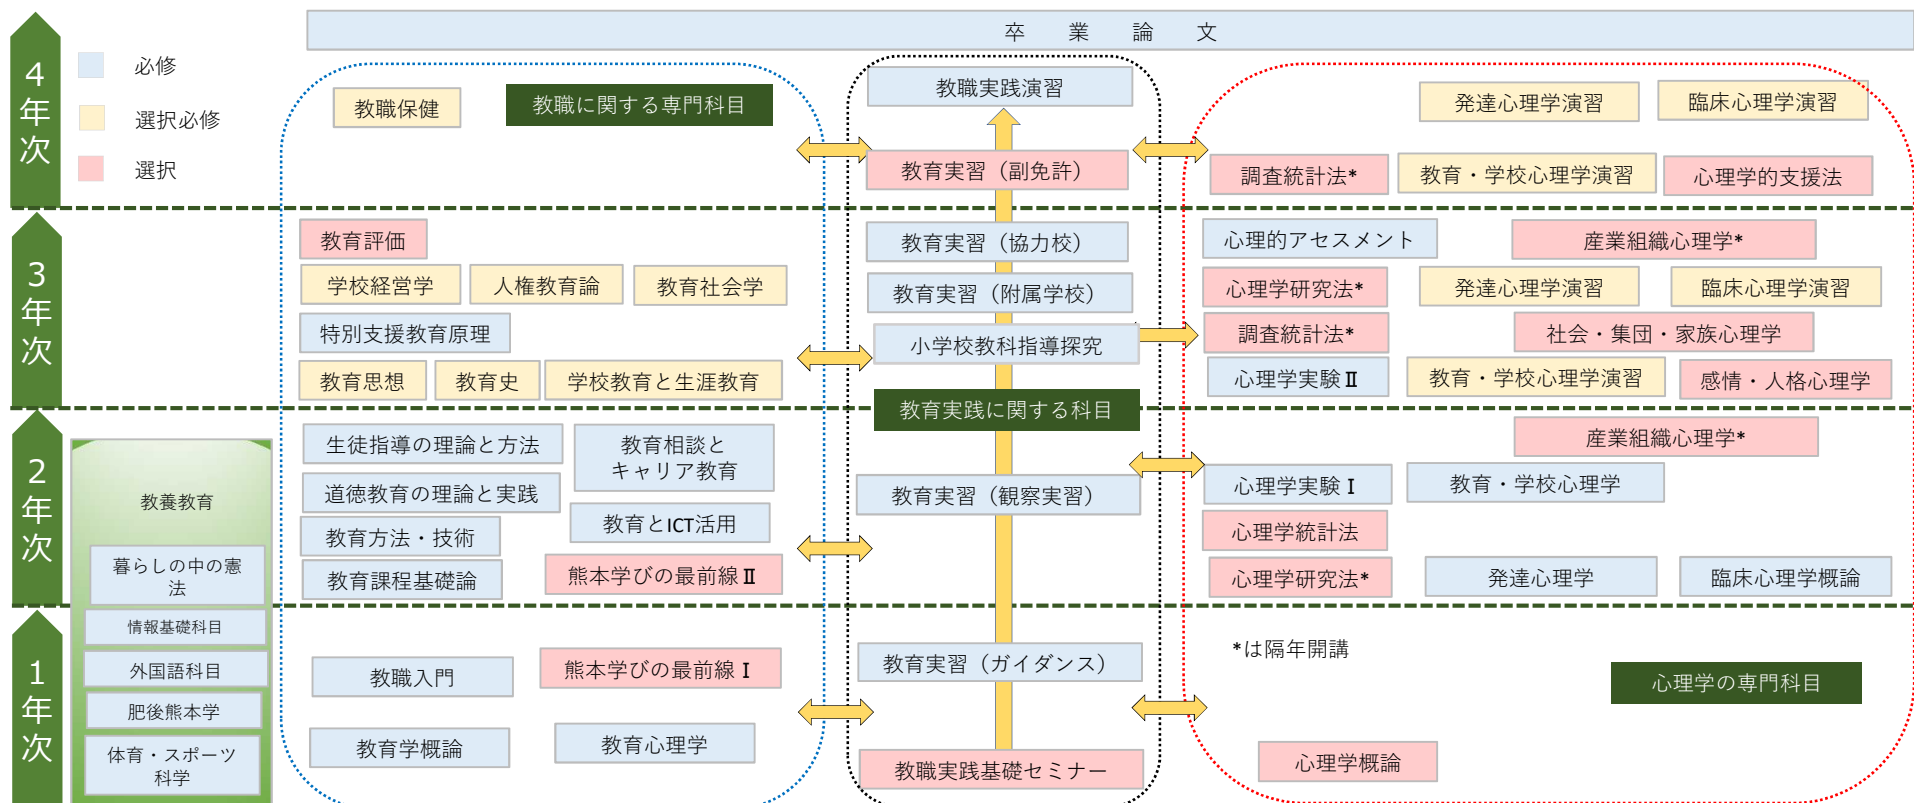 卒 業 論 文
4年次
必修
選択必修
選択
教職保健
教職に関する専門科目
教職実践演習
教育実習（副免許）
発達心理学演習
臨床心理学演習
調査統計法*
教育・学校心理学演習
心理学的支援法
3年次
教育評価
学校経営学
人権教育論
教育社会学
特別支援教育原理
教育思想
教育史
学校教育と生涯教育
教育実習（協力校）
教育実習（附属学校）
小学校教科指導探究
教育実践に関する科目
心理的アセスメント
産業組織心理学*
心理学研究法*
発達心理学演習
臨床心理学演習
調査統計法*
社会・集団・家族心理学
心理学実験Ⅱ
教育・学校心理学演習
感情・人格心理学
2年次
教養教育
暮らしの中の憲
法
情報基礎科目
外国語科目
肥後熊本学
体育・スポーツ
科学
生徒指導の理論と方法
教育相談と
キャリア教育
道徳教育の理論と実践
教育とICT活用
教育方法・技術
教育課程基礎論
熊本学びの最前線Ⅱ
教育実習（観察実習）
産業組織心理学*
心理学実験Ⅰ
教育・学校心理学
心理学統計法
心理学研究法*
発達心理学
臨床心理学概論
1年次
教職入門
熊本学びの最前線Ⅰ
教育学概論
教育心理学
教育実習（ガイダンス）
教職実践基礎セミナー
*は隔年開講
心理学の専門科目
心理学概論